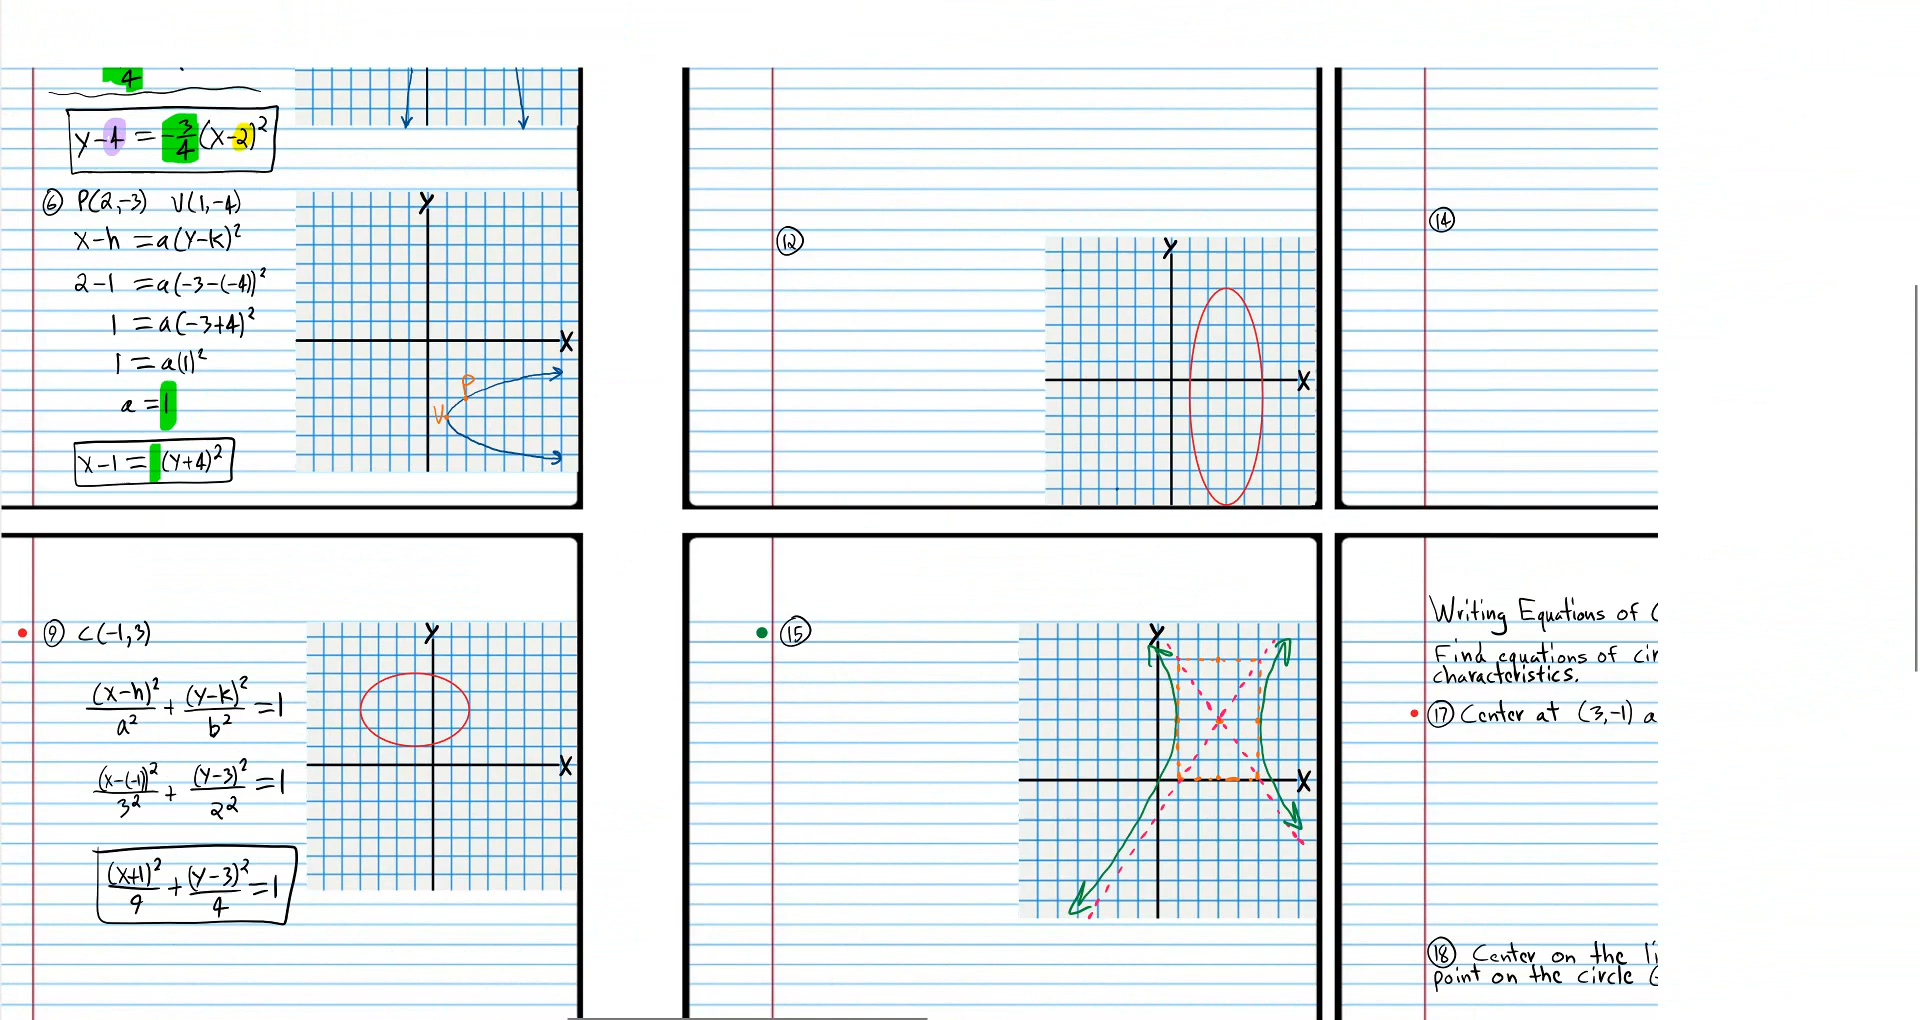 4
y-4 = -3/4(x-2)²
⑥ P(2,-3) V(1,-4)
x-h = a(y-k)²
2-1 = a(-3-(-4))²
1 = a(-3+4)²
1 = a(1)²
a = 1
x-1 = (y+4)²
Y
X
P
V
⑨ C(-1,3)
(x-h)²/a² + (y-k)²/b² = 1
(x-(-1))²/3² + (y-3)²/2² = 1
(x+1)²/9 + (y-3)²/4 = 1
Y
X
⑫
Y
X
⑮
Y
X
⑭
Writing Equations of C
Find equations of cir
characteristics.
⑰ Center at (3,-1) a
⑱ Center on the li
point on the circle (